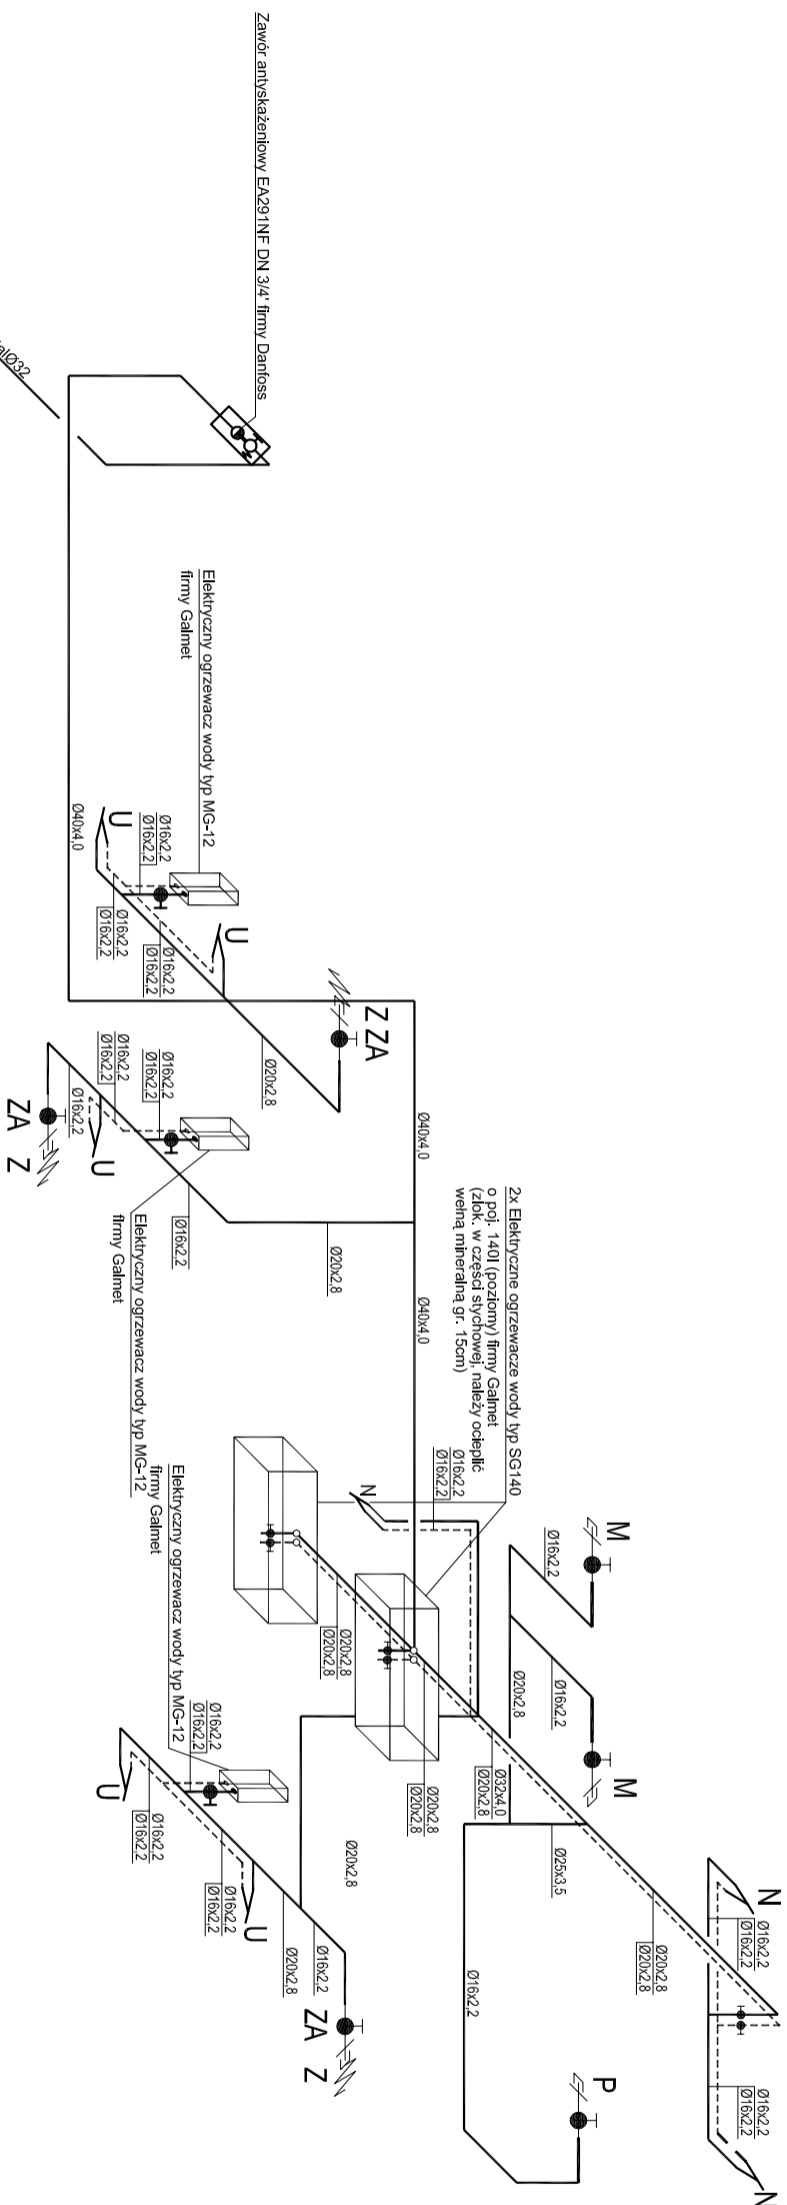 Zawór antyskażeniowy EA291NF DN 3/4' firmy Danfoss
Ø32
Elektryczny ogrzewacz wody typ MG-12
firmy Galmet
Ø40x4,0
U
Ø16x2,2
Ø16x2,2
Ø16x2,2
Ø16x2,2
Ø16x2,2
Ø16x2,2
U
Z ZA
Ø20x2,8
Ø16x2,2
Ø16x2,2
Ø16x2,2
Ø16x2,2
Ø16x2,2
U
ZA Z
Ø16x2,2
Elektryczny ogrzewacz wody typ MG-12
firmy Galmet
Ø20x2,8
Ø40x4,0
Ø40x4,0
2x Elektryczne ogrzewacze wody typ SG140
o poj. 140l (poziomy) firmy Galmet
(zlok. w części stychowej, należy ocieplić
wełną mineralną gr. 15cm)
Ø16x2,2
Ø16x2,2
N
Ø20x2,8
Ø20x2,8
Ø20x2,8
Ø20x2,8
M
Ø16x2,2
Ø16x2,2
Ø20x2,8
M
Ø32x4,0
Ø20x2,8
Ø25x3,5
Ø20x2,8
Ø20x2,8
N
Ø16x2,2
Ø16x2,2
Ø16x2,2
Ø16x2,2
N
Ø16x2,2
P
Elektryczny ogrzewacz wody typ MG-12
firmy Galmet
Ø16x2,2
Ø16x2,2
U
Ø16x2,2
Ø16x2,2
Ø16x2,2
Ø16x2,2
U
Ø20x2,8
Ø20x2,8
Ø16x2,2
ZA Z